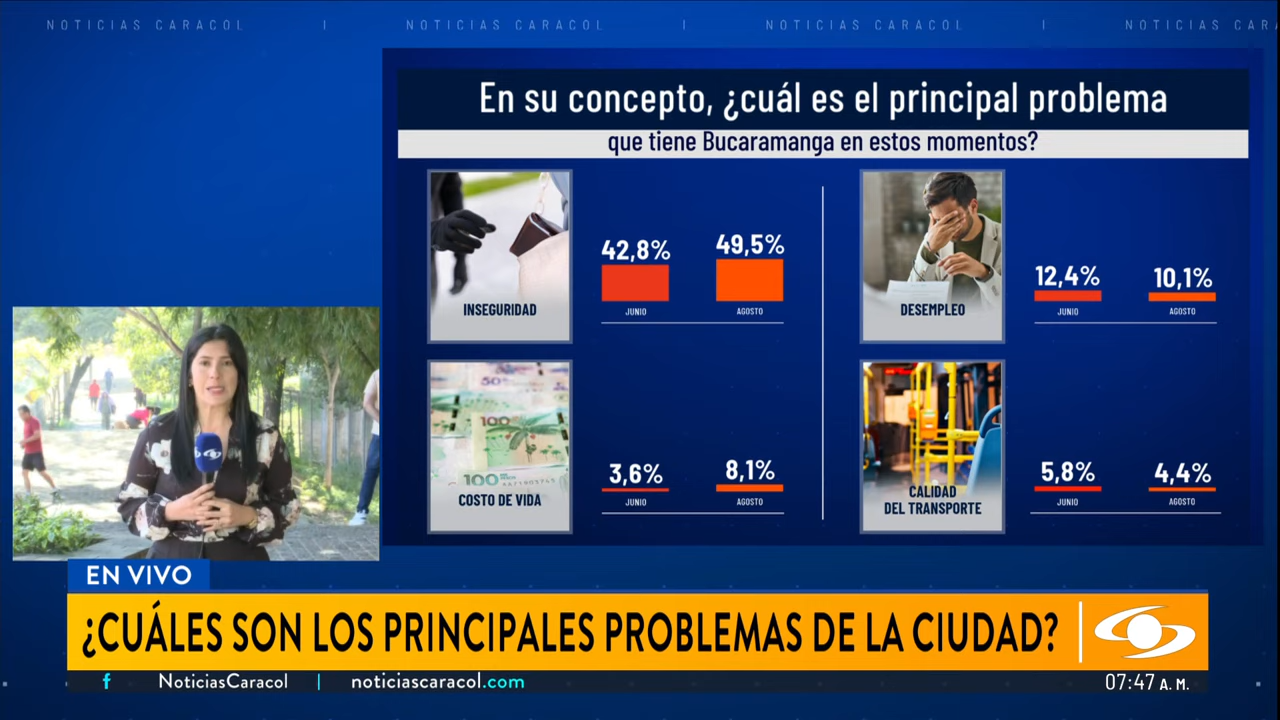 NOTICIAS CARACOL | NOTICIAS CARACOL | NOTICIAS CARACOL | NOTICIAS CAR
En su concepto, ¿cuál es el principal problema
que tiene Bucaramanga en estos momentos?
INSEGURIDAD
42,8%
JUNIO
49,5%
AGOSTO
DESEMPLEO
12,4%
JUNIO
10,1%
AGOSTO
COSTO DE VIDA
3,6%
JUNIO
8,1%
AGOSTO
CALIDAD
DEL TRANSPORTE
5,8%
JUNIO
4,4%
AGOSTO
EN VIVO
¿CUÁLES SON LOS PRINCIPALES PROBLEMAS DE LA CIUDAD?
NoticiasCaracol | noticiascaracol.com
07:47 A. M.